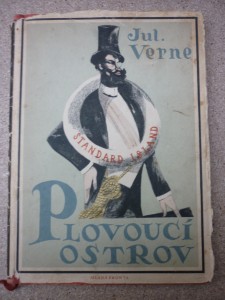 Jul.
Verne
STANDARD ISLAND
PLOVOUCÍ
OSTROV